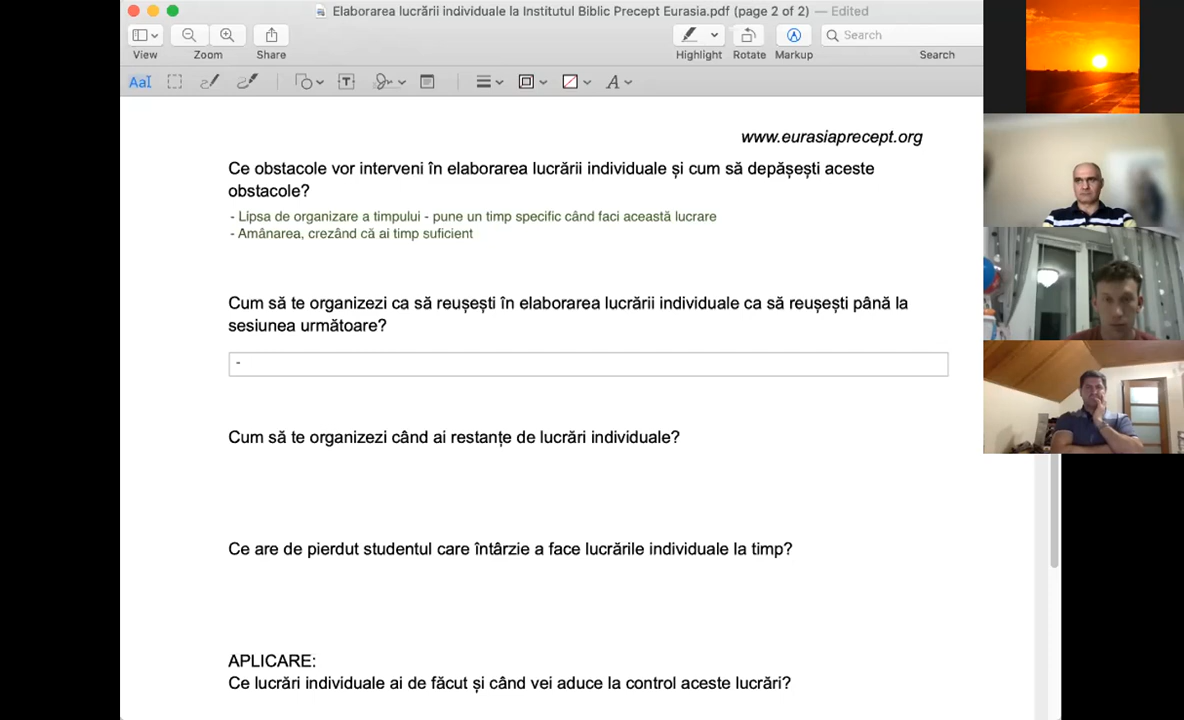 Elaborarea lucrării individuale la Institutul Biblic Precept Eurasia.pdf (page 2 of 2) — Edited
Search
View Zoom Share Highlight Rotate Markup Search
AaI T A
www.eurasiaprecept.org
Ce obstacole vor interveni în elaborarea lucrării individuale și cum să depășești aceste
obstacole?
- Lipsa de organizare a timpului - pune un timp specific când faci această lucrare
- Amânarea, crezând că ai timp suficient
Cum să te organizezi ca să reușești în elaborarea lucrării individuale ca să reușești până la
sesiunea următoare?
-
Cum să te organizezi când ai restanțe de lucrări individuale?
Ce are de pierdut studentul care întârzie a face lucrările individuale la timp?
APLICARE:
Ce lucrări individuale ai de făcut și când vei aduce la control aceste lucrări?